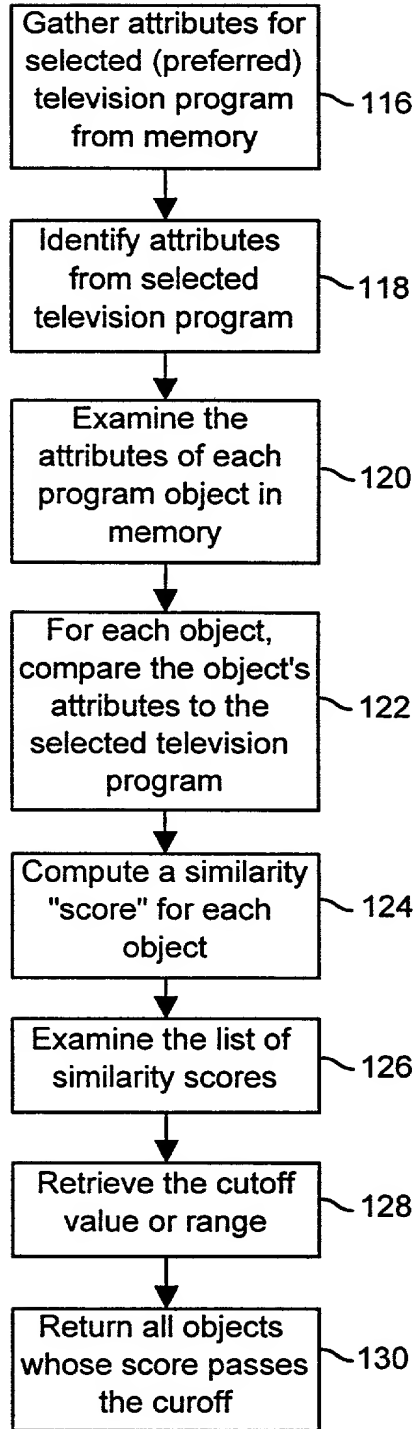 Gather attributes for
selected (preferred)
television program
from memory
116
Identify attributes
from selected
television program
118
Examine the
attributes of each
program object in
memory
120
For each object,
compare the object's
attributes to the
selected television
program
122
Compute a similarity
"score" for each
object
124
Examine the list of
similarity scores
126
Retrieve the cutoff
value or range
128
Return all objects
whose score passes
the curoff
130